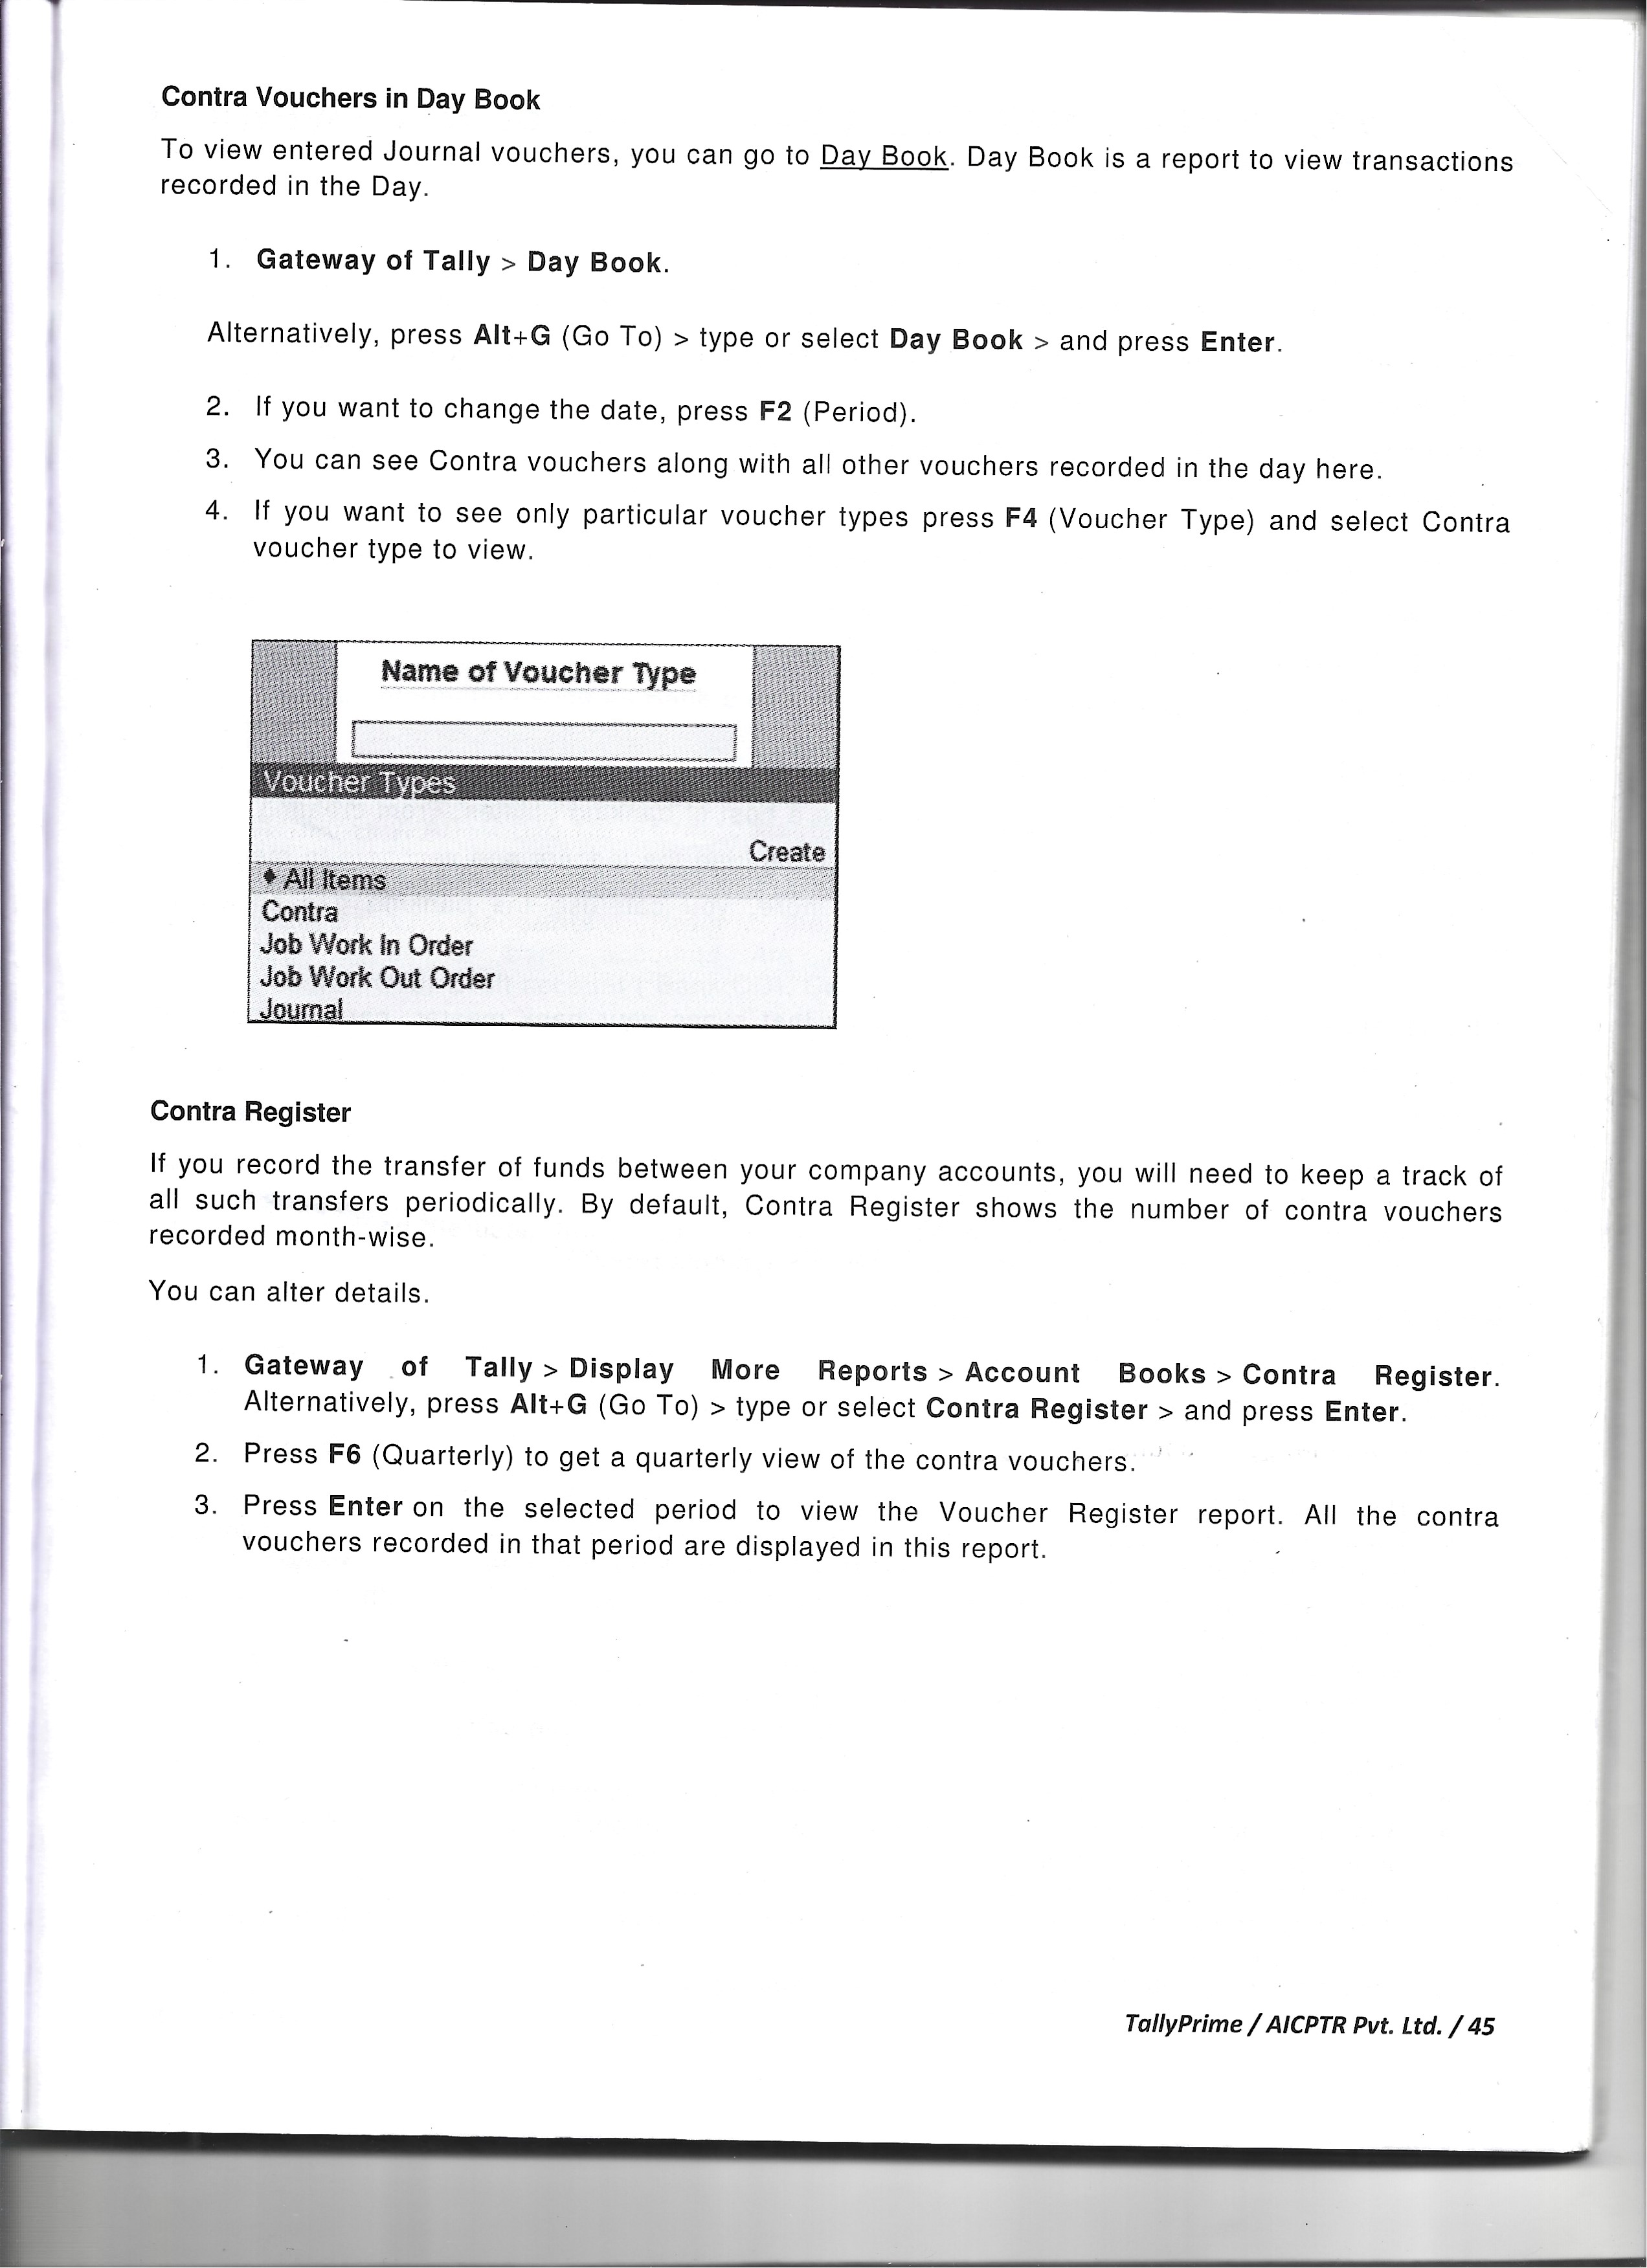 Contra Vouchers in Day Book
To view entered Journal vouchers, you can go to Day Book. Day Book is a report to view transactions
recorded in the Day.
1. Gateway of Tally > Day Book.
Alternatively, press Alt+G (Go To) > type or select Day Book > and press Enter.
2. If you want to change the date, press F2 (Period).
3. You can see Contra vouchers along with all other vouchers recorded in the day here.
4. If you want to see only particular voucher types press F4 (Voucher Type) and select Contra
voucher type to view.
Name of Voucher Type
Voucher Types
Create
♦ All Items
Contra
Job Work In Order
Job Work Out Order
Journal
Contra Register
If you record the transfer of funds between your company accounts, you will need to keep a track of
all such transfers periodically. By default, Contra Register shows the number of contra vouchers
recorded month-wise.
You can alter details.
1. Gateway of Tally > Display More Reports > Account Books > Contra Register.
Alternatively, press Alt+G (Go To) > type or select Contra Register > and press Enter.
2. Press F6 (Quarterly) to get a quarterly view of the contra vouchers.
3. Press Enter on the selected period to view the Voucher Register report. All the contra
vouchers recorded in that period are displayed in this report.
TallyPrime / AICPTR Pvt. Ltd. / 45